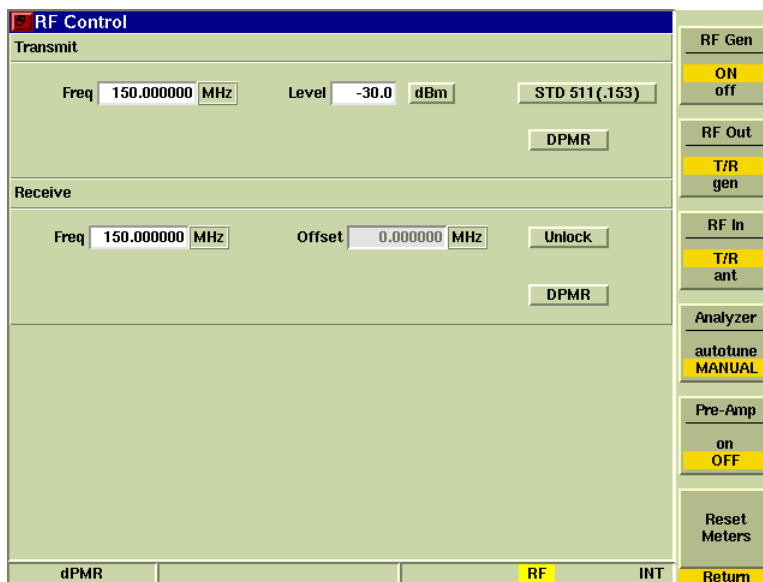 RF Control
Transmit
Freq 150.000000 MHz Level -30.0 dBm STD 511(.153)
DPMR
Receive
Freq 150.000000 MHz Offset 0.000000 MHz Unlock
DPMR
RF Gen
ON
off
RF Out
T/R
gen
RF In
T/R
ant
Analyzer
autotune
MANUAL
Pre-Amp
on
OFF
Reset
Meters
Return
dPMR RF INT